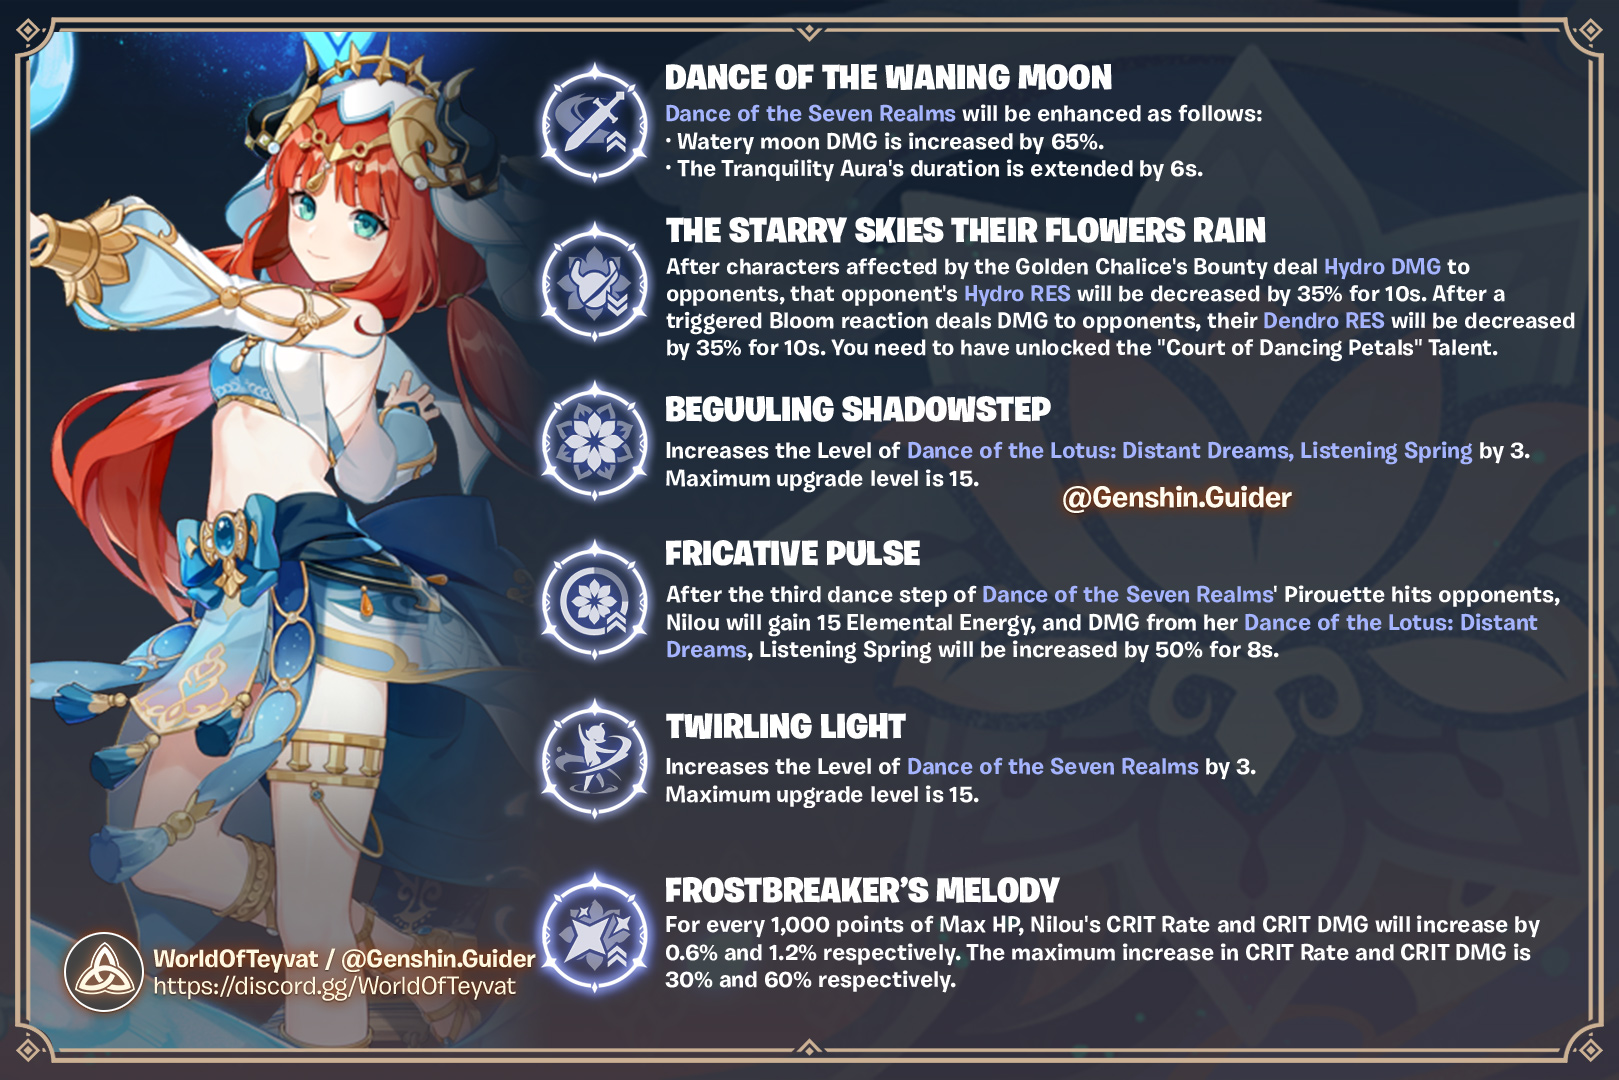 DANCE OF THE WANING MOON
Dance of the Seven Realms will be enhanced as follows:
• Watery moon DMG is increased by 65%.
• The Tranquility Aura's duration is extended by 6s.
THE STARRY SKIES THEIR FLOWERS RAIN
After characters affected by the Golden Chalice's Bounty deal Hydro DMG to
opponents, that opponent's Hydro RES will be decreased by 35% for 10s. After a
triggered Bloom reaction deals DMG to opponents, their Dendro RES will be decreased
by 35% for 10s. You need to have unlocked the "Court of Dancing Petals" Talent.
BEGUULING SHADOWSTEP
Increases the Level of Dance of the Lotus: Distant Dreams, Listening Spring by 3.
Maximum upgrade level is 15.
@Genshin.Guider
FRICATIVE PULSE
After the third dance step of Dance of the Seven Realms' Pirouette hits opponents,
Nilou will gain 15 Elemental Energy, and DMG from her Dance of the Lotus: Distant
Dreams, Listening Spring will be increased by 50% for 8s.
TWIRLING LIGHT
Increases the Level of Dance of the Seven Realms by 3.
Maximum upgrade level is 15.
FROSTBREAKER'S MELODY
For every 1,000 points of Max HP, Nilou's CRIT Rate and CRIT DMG will increase by
0.6% and 1.2% respectively. The maximum increase in CRIT Rate and CRIT DMG is
30% and 60% respectively.
WorldOfTeyvat / @Genshin.Guider
https://discord.gg/WorldOfTeyvat